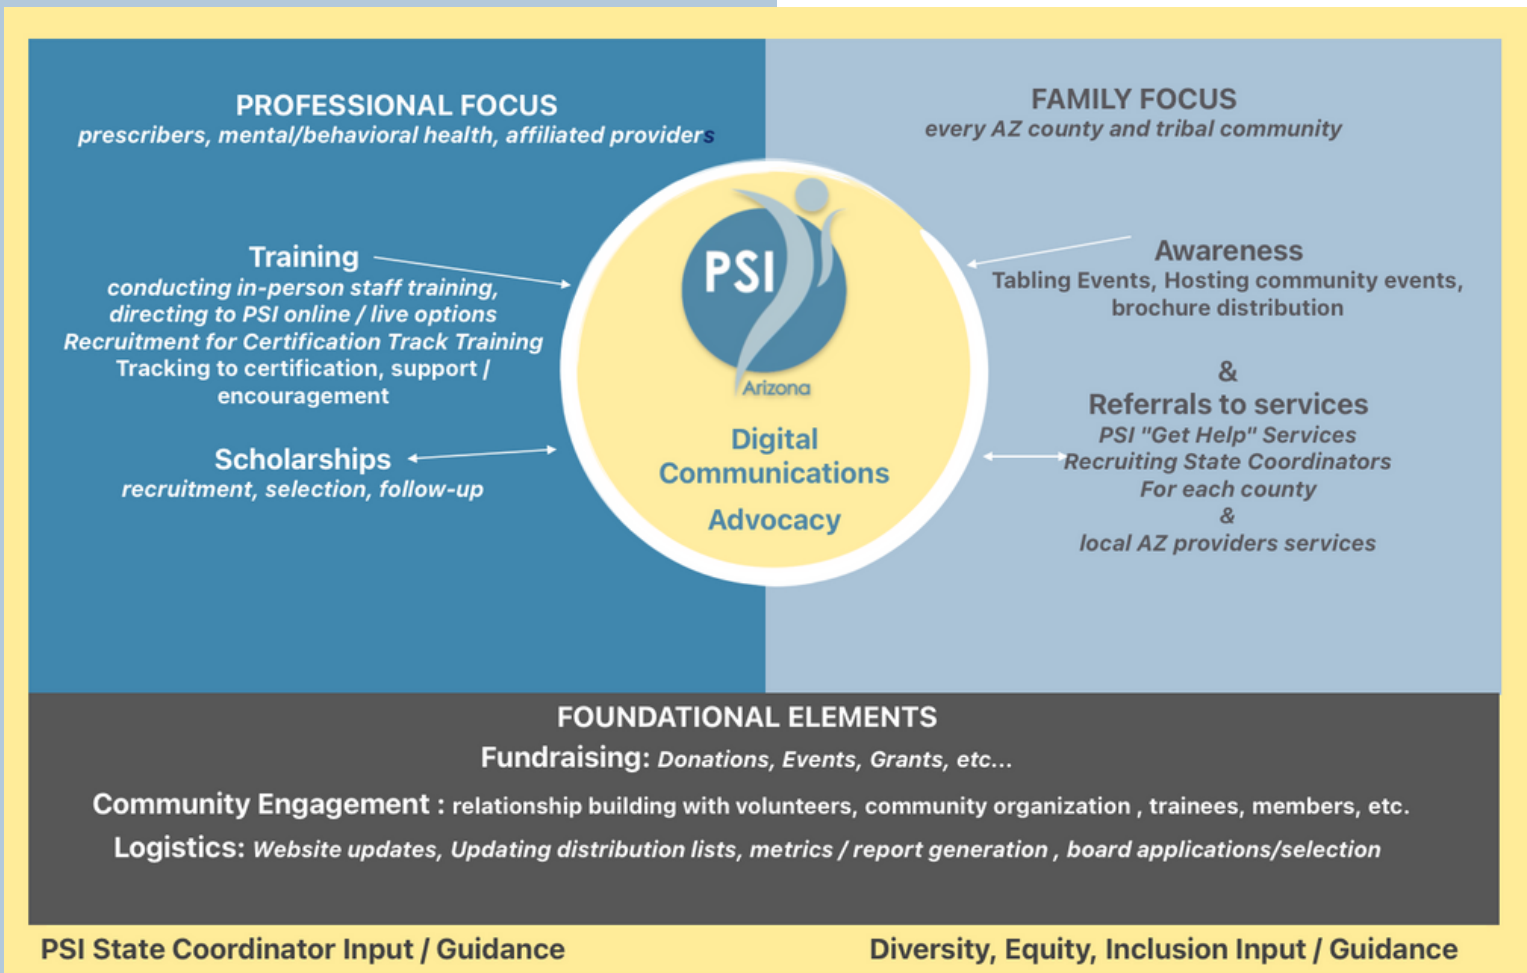 PROFESSIONAL FOCUS
prescribers, mental/behavioral health, affiliated providers
Training
conducting in-person staff training,
directing to PSI online / live options
Recruitment for Certification Track Training
Tracking to certification, support /
encouragement
Scholarships
recruitment, selection, follow-up
PSI
Arizona
Digital
Communications
Advocacy
FAMILY FOCUS
every AZ county and tribal community
Awareness
Tabling Events, Hosting community events,
brochure distribution
&
Referrals to services
PSI "Get Help" Services
Recruiting State Coordinators
For each county
&
local AZ providers services
FOUNDATIONAL ELEMENTS
Fundraising: Donations, Events, Grants, etc...
Community Engagement : relationship building with volunteers, community organization , trainees, members, etc.
Logistics: Website updates, Updating distribution lists, metrics / report generation , board applications/selection
PSI State Coordinator Input / Guidance
Diversity, Equity, Inclusion Input / Guidance